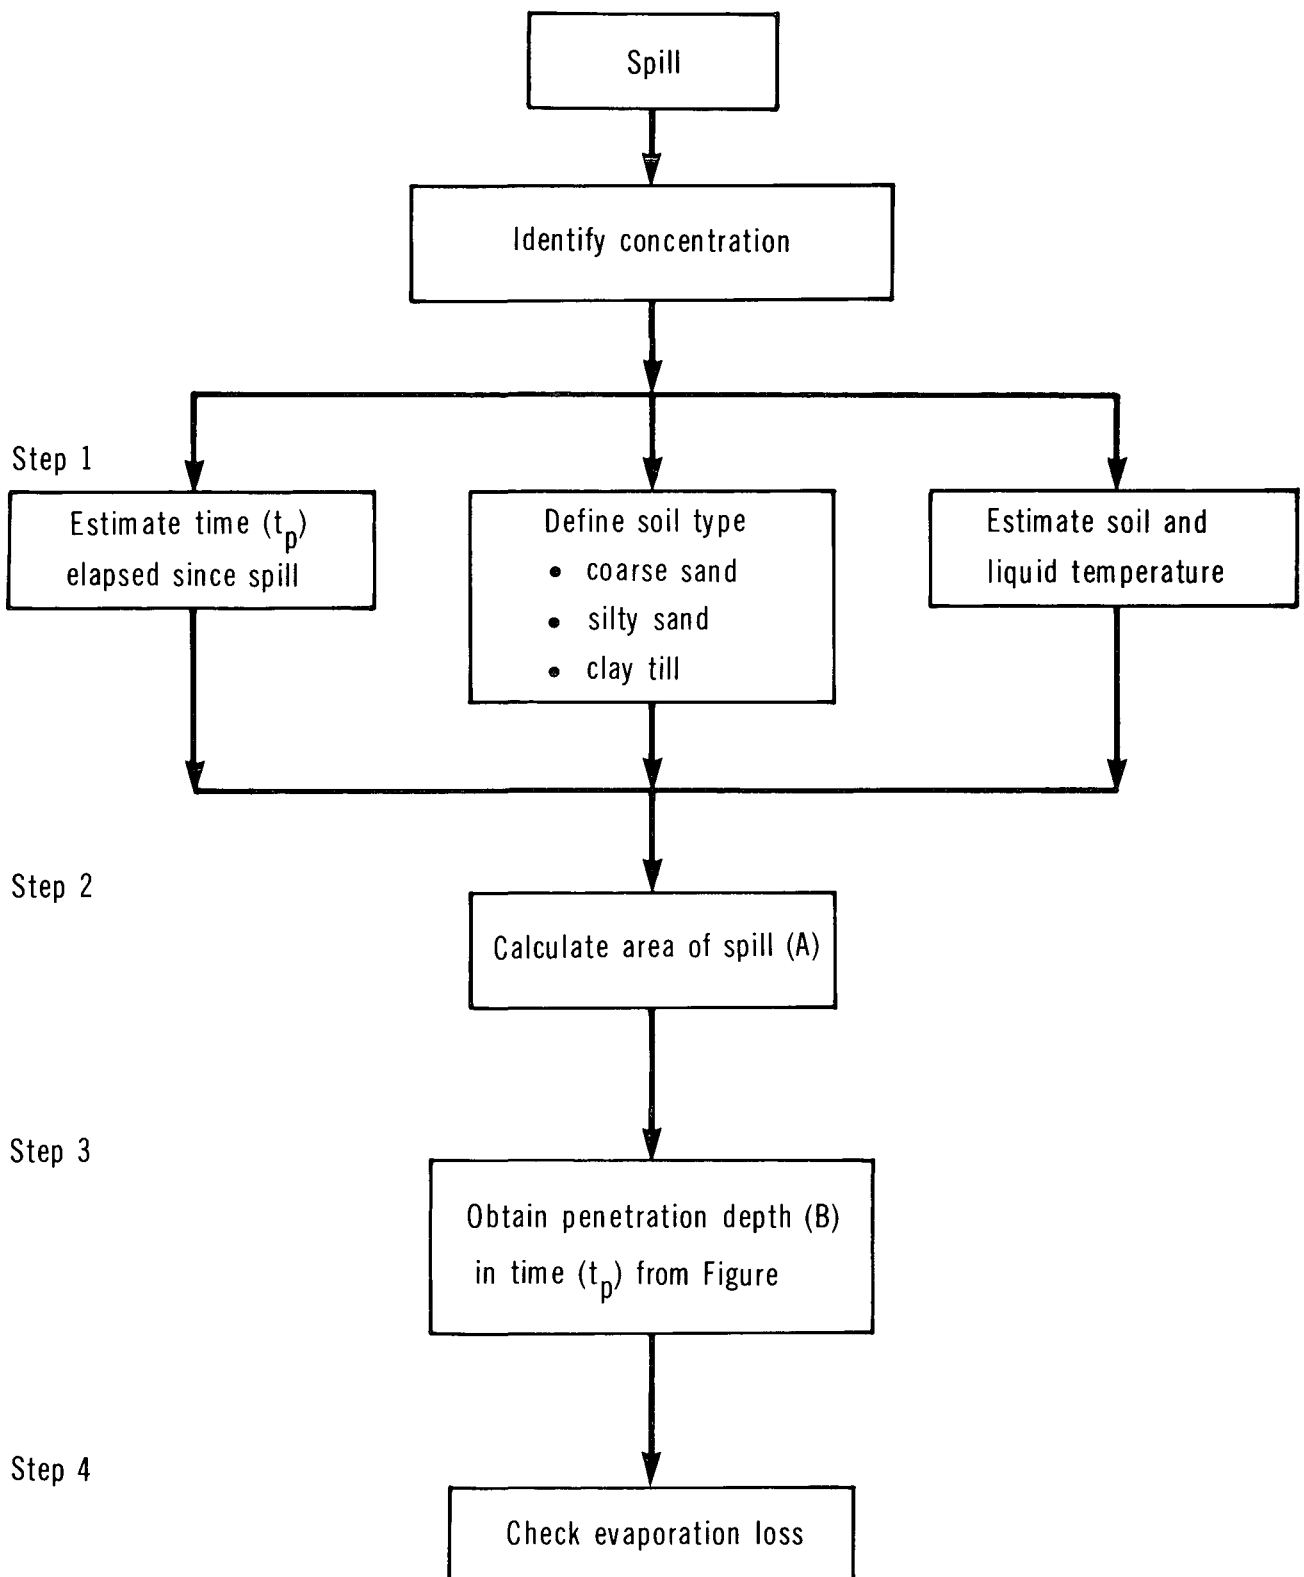 Spill
Identify concentration
Step 1
Estimate time (tp)
elapsed since spill
Define soil type
• coarse sand
• silty sand
• clay till
Estimate soil and
liquid temperature
Step 2
Calculate area of spill (A)
Step 3
Obtain penetration depth (B)
in time (tp) from Figure
Step 4
Check evaporation loss